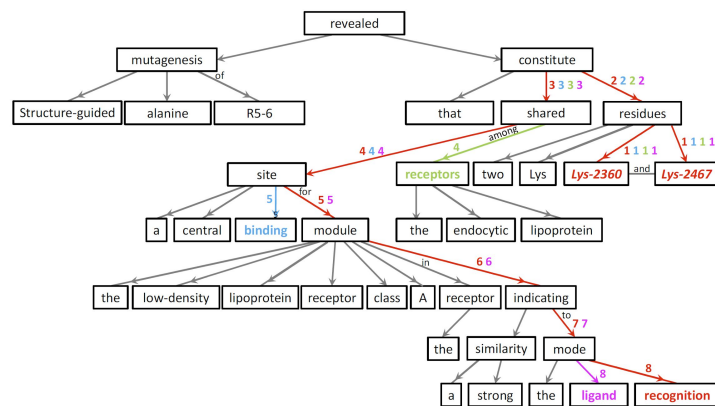 revealed
mutagenesis constitute
of 3 3 3 3 2 2 2 2
Structure-guided alanine R5-6 that shared residues
among
4 4 4 4 1 1 1 1 1 1 1 1
site receptors two Lys Lys-2360 and Lys-2467
for
5 5 5
a central binding module the endocytic lipoprotein
in 6 6
the low-density lipoprotein receptor class A receptor indicating
to
7 7
the similarity mode
8 8
a strong the ligand recognition